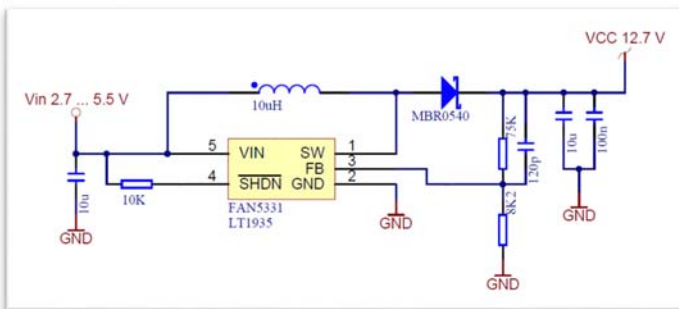 VCC 12.7 V
Vin 2.7 ... 5.5 V
10uH
MBR0540
75K
120p
10u
100n
5 VIN SW 1
FB 3
4 SHDN GND 2
10u
10K
FAN5331
LT1935
8K2
GND
GND
GND
GND